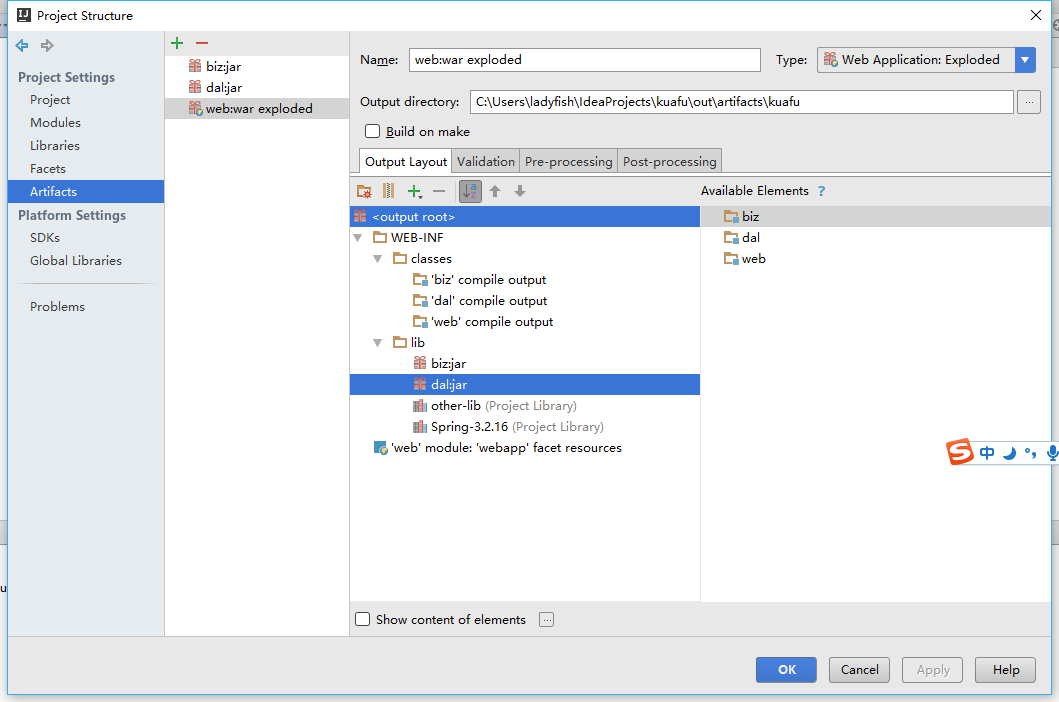 Project Structure
Project Settings
Project
Modules
Libraries
Facets
Artifacts
Platform Settings
SDKs
Global Libraries
Problems
biz:jar
dal:jar
web:war exploded
Name: web:war exploded Type: Web Application: Exploded
Output directory: C:\Users\ladyfish\IdeaProjects\kuafu\out\artifacts\kuafu ...
Build on make
Output Layout Validation Pre-processing Post-processing
Available Elements ?
<output root>
WEB-INF
classes
'biz' compile output
'dal' compile output
'web' compile output
lib
biz:jar
dal:jar
other-lib (Project Library)
Spring-3.2.16 (Project Library)
'web' module: 'webapp' facet resources
biz
dal
web
中
Show content of elements ...
OK Cancel Apply Help